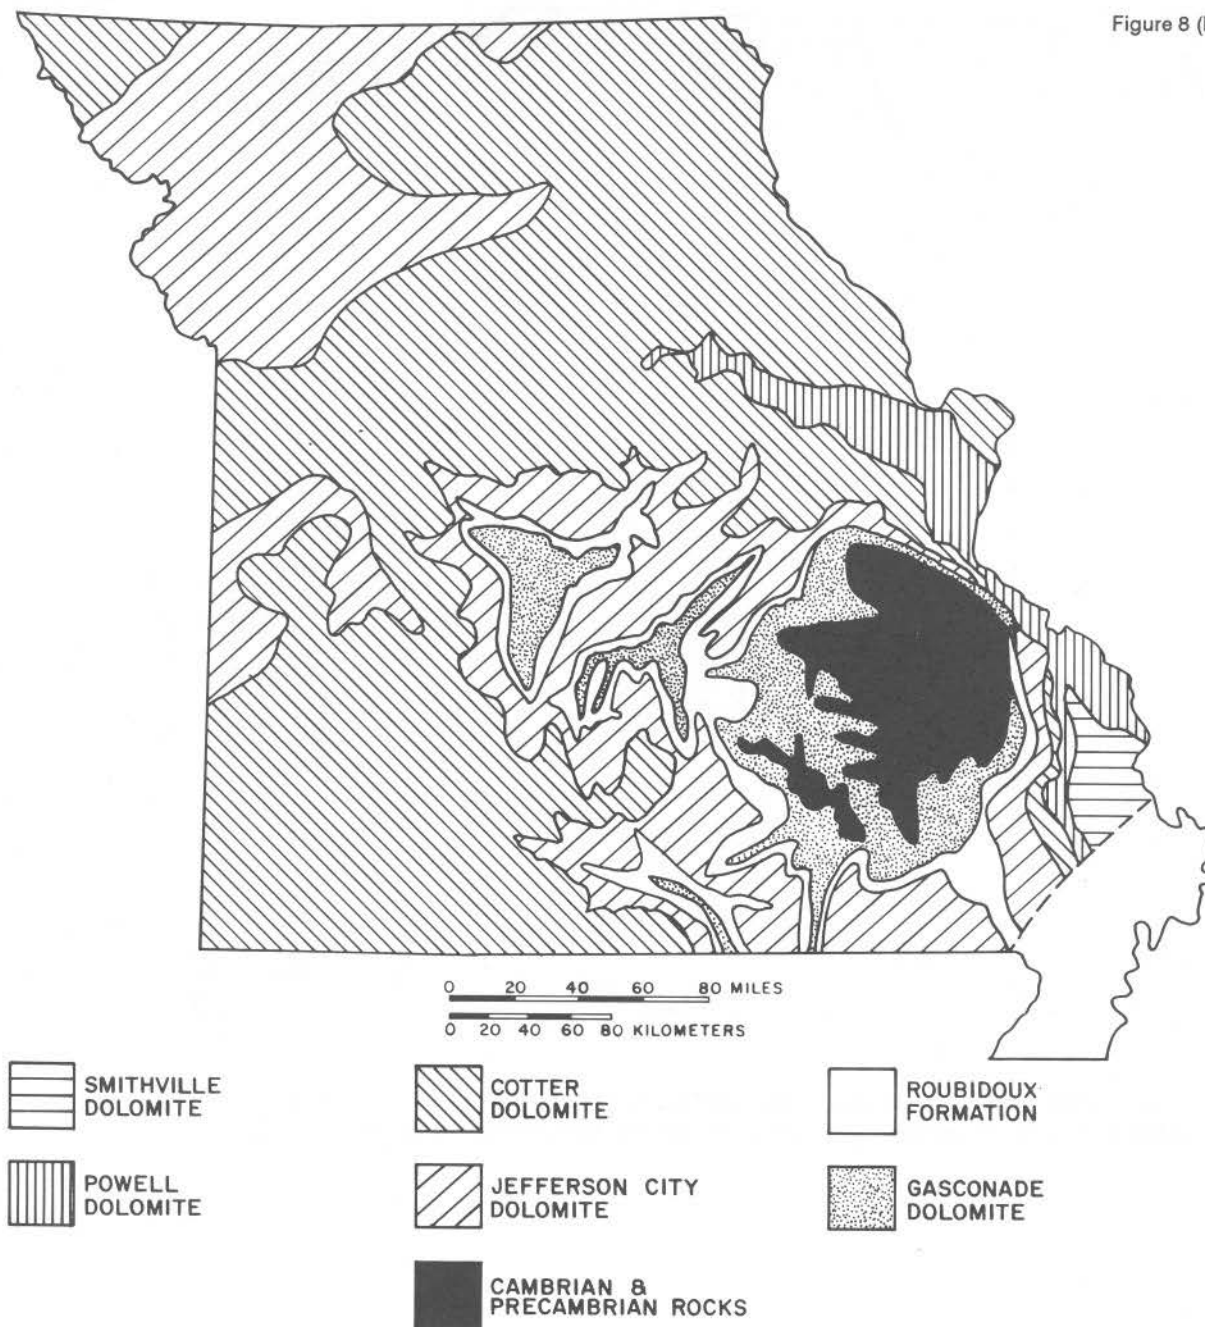 Figure 8 (
0 20 40 60 80 MILES
0 20 40 60 80 KILOMETERS
SMITHVILLE
DOLOMITE
COTTER
DOLOMITE
ROUBIDOUX
FORMATION
POWELL
DOLOMITE
JEFFERSON CITY
DOLOMITE
GASCONADE
DOLOMITE
CAMBRIAN &
PRECAMBRIAN ROCKS